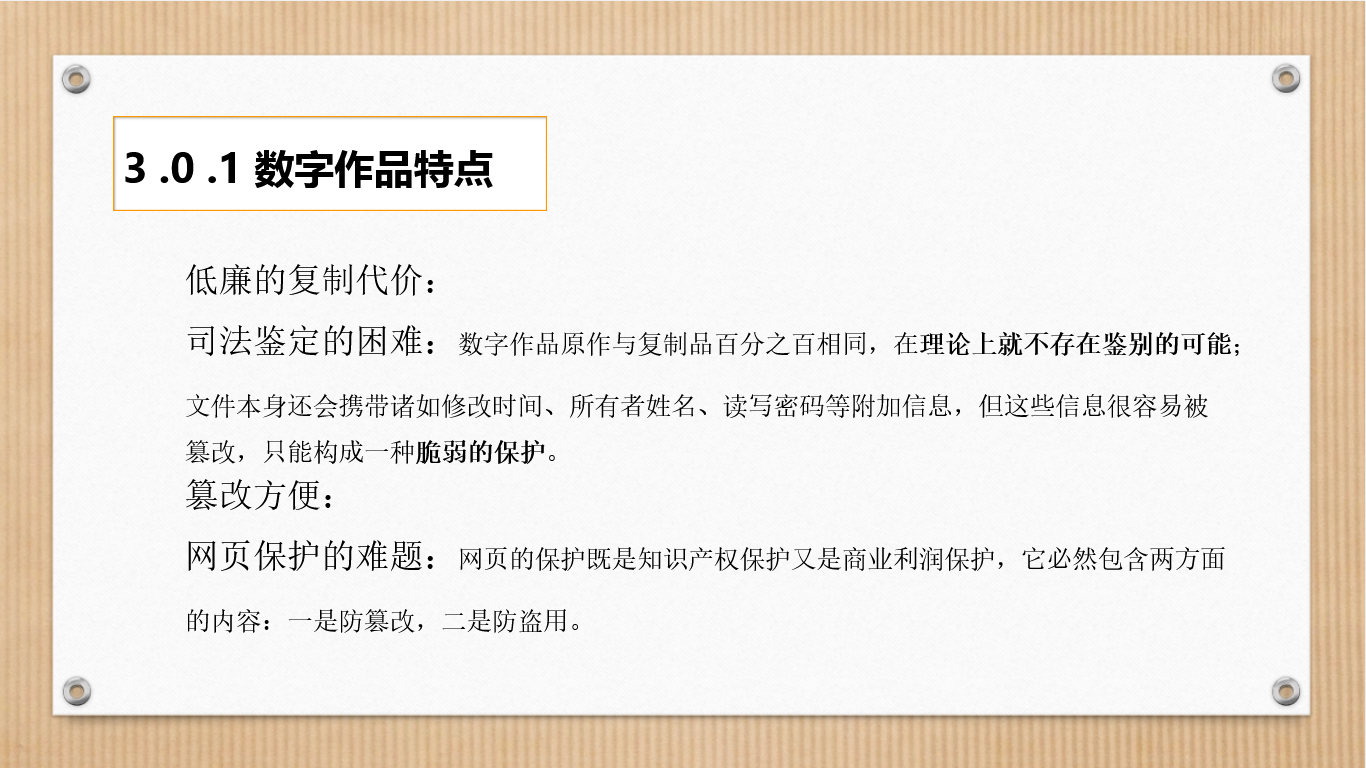 3 .0 .1 数字作品特点
低廉的复制代价：
司法鉴定的困难：数字作品原作与复制品百分之百相同，在理论上就不存在鉴别的可能；
文件本身还会携带诸如修改时间、所有者姓名、读写密码等附加信息，但这些信息很容易被
篡改，只能构成一种脆弱的保护。
篡改方便：
网页保护的难题：网页的保护既是知识产权保护又是商业利润保护，它必然包含两方面
的内容：一是防篡改，二是防盗用。